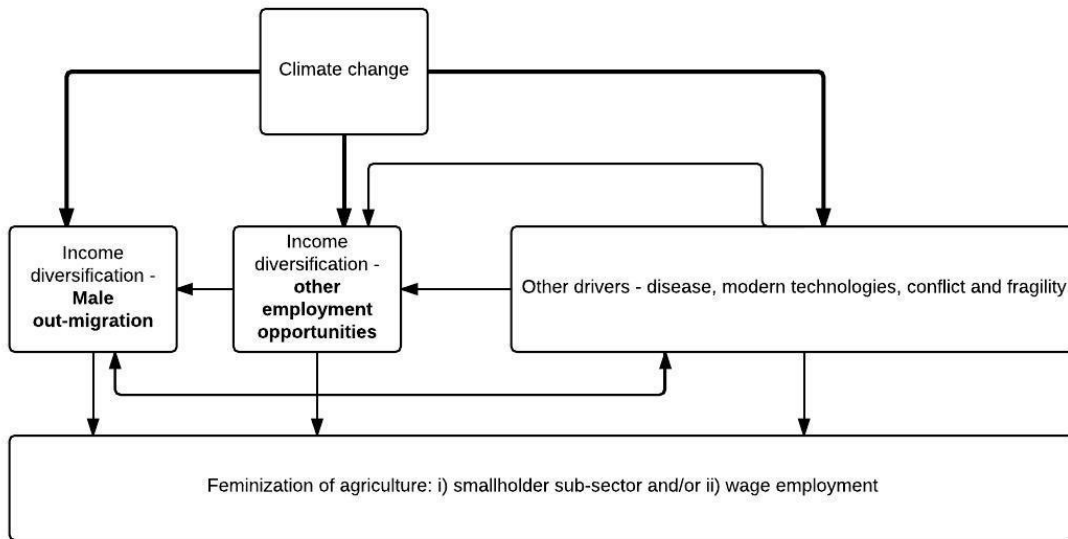 Climate change
Income
diversification -
Male
out-migration
Income
diversification -
other
employment
opportunities
Other drivers - disease, modern technologies, conflict and fragility
Feminization of agriculture: i) smallholder sub-sector and/or ii) wage employment